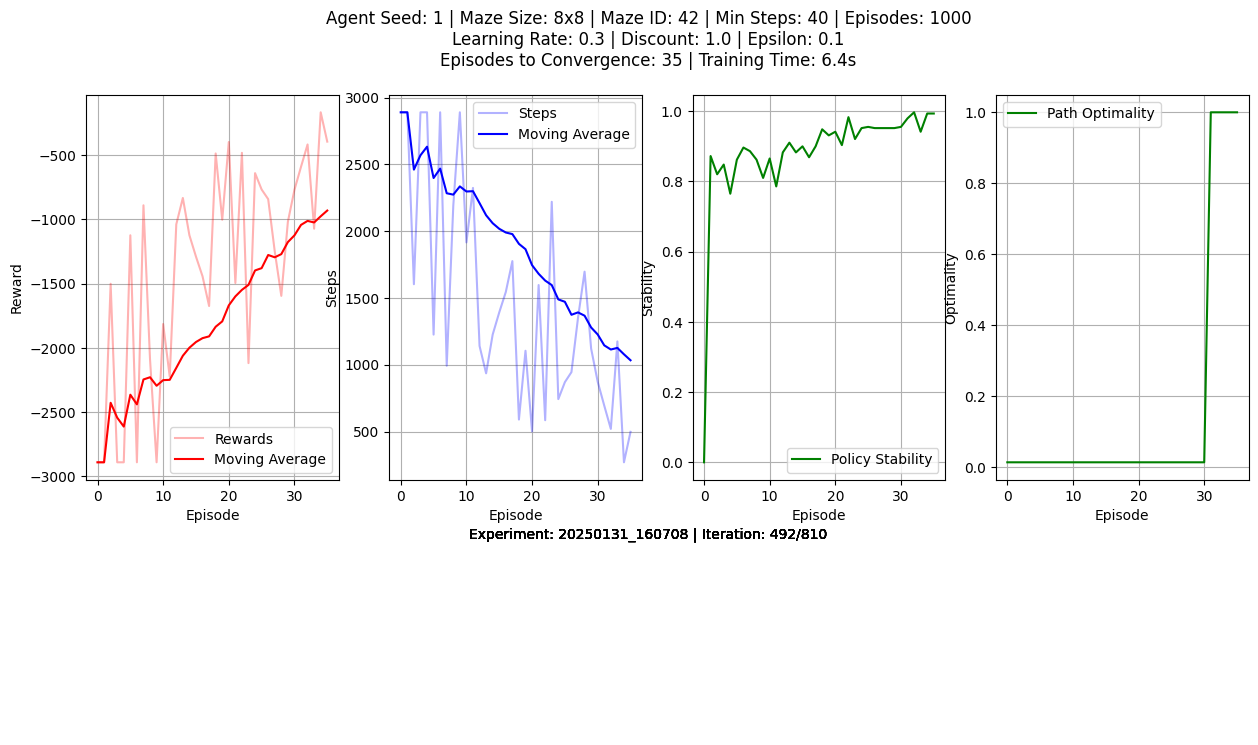 Agent Seed: 1 | Maze Size: 8x8 | Maze ID: 42 | Min Steps: 40 | Episodes: 1000
Learning Rate: 0.3 | Discount: 1.0 | Epsilon: 0.1
Episodes to Convergence: 35 | Training Time: 6.4s
Reward
−500
−1000
−1500
−2000
−2500
−3000
0
10
20
30
Episode
Rewards
Moving Average
Steps
3000
2500
2000
1500
1000
500
0
10
20
30
Episode
Steps
Moving Average
Stability
1.0
0.8
0.6
0.4
0.2
0.0
0
10
20
30
Episode
Policy Stability
Optimality
1.0
0.8
0.6
0.4
0.2
0.0
0
10
20
30
Episode
Path Optimality
Experiment: 20250131_160708 | Iteration: 492/810